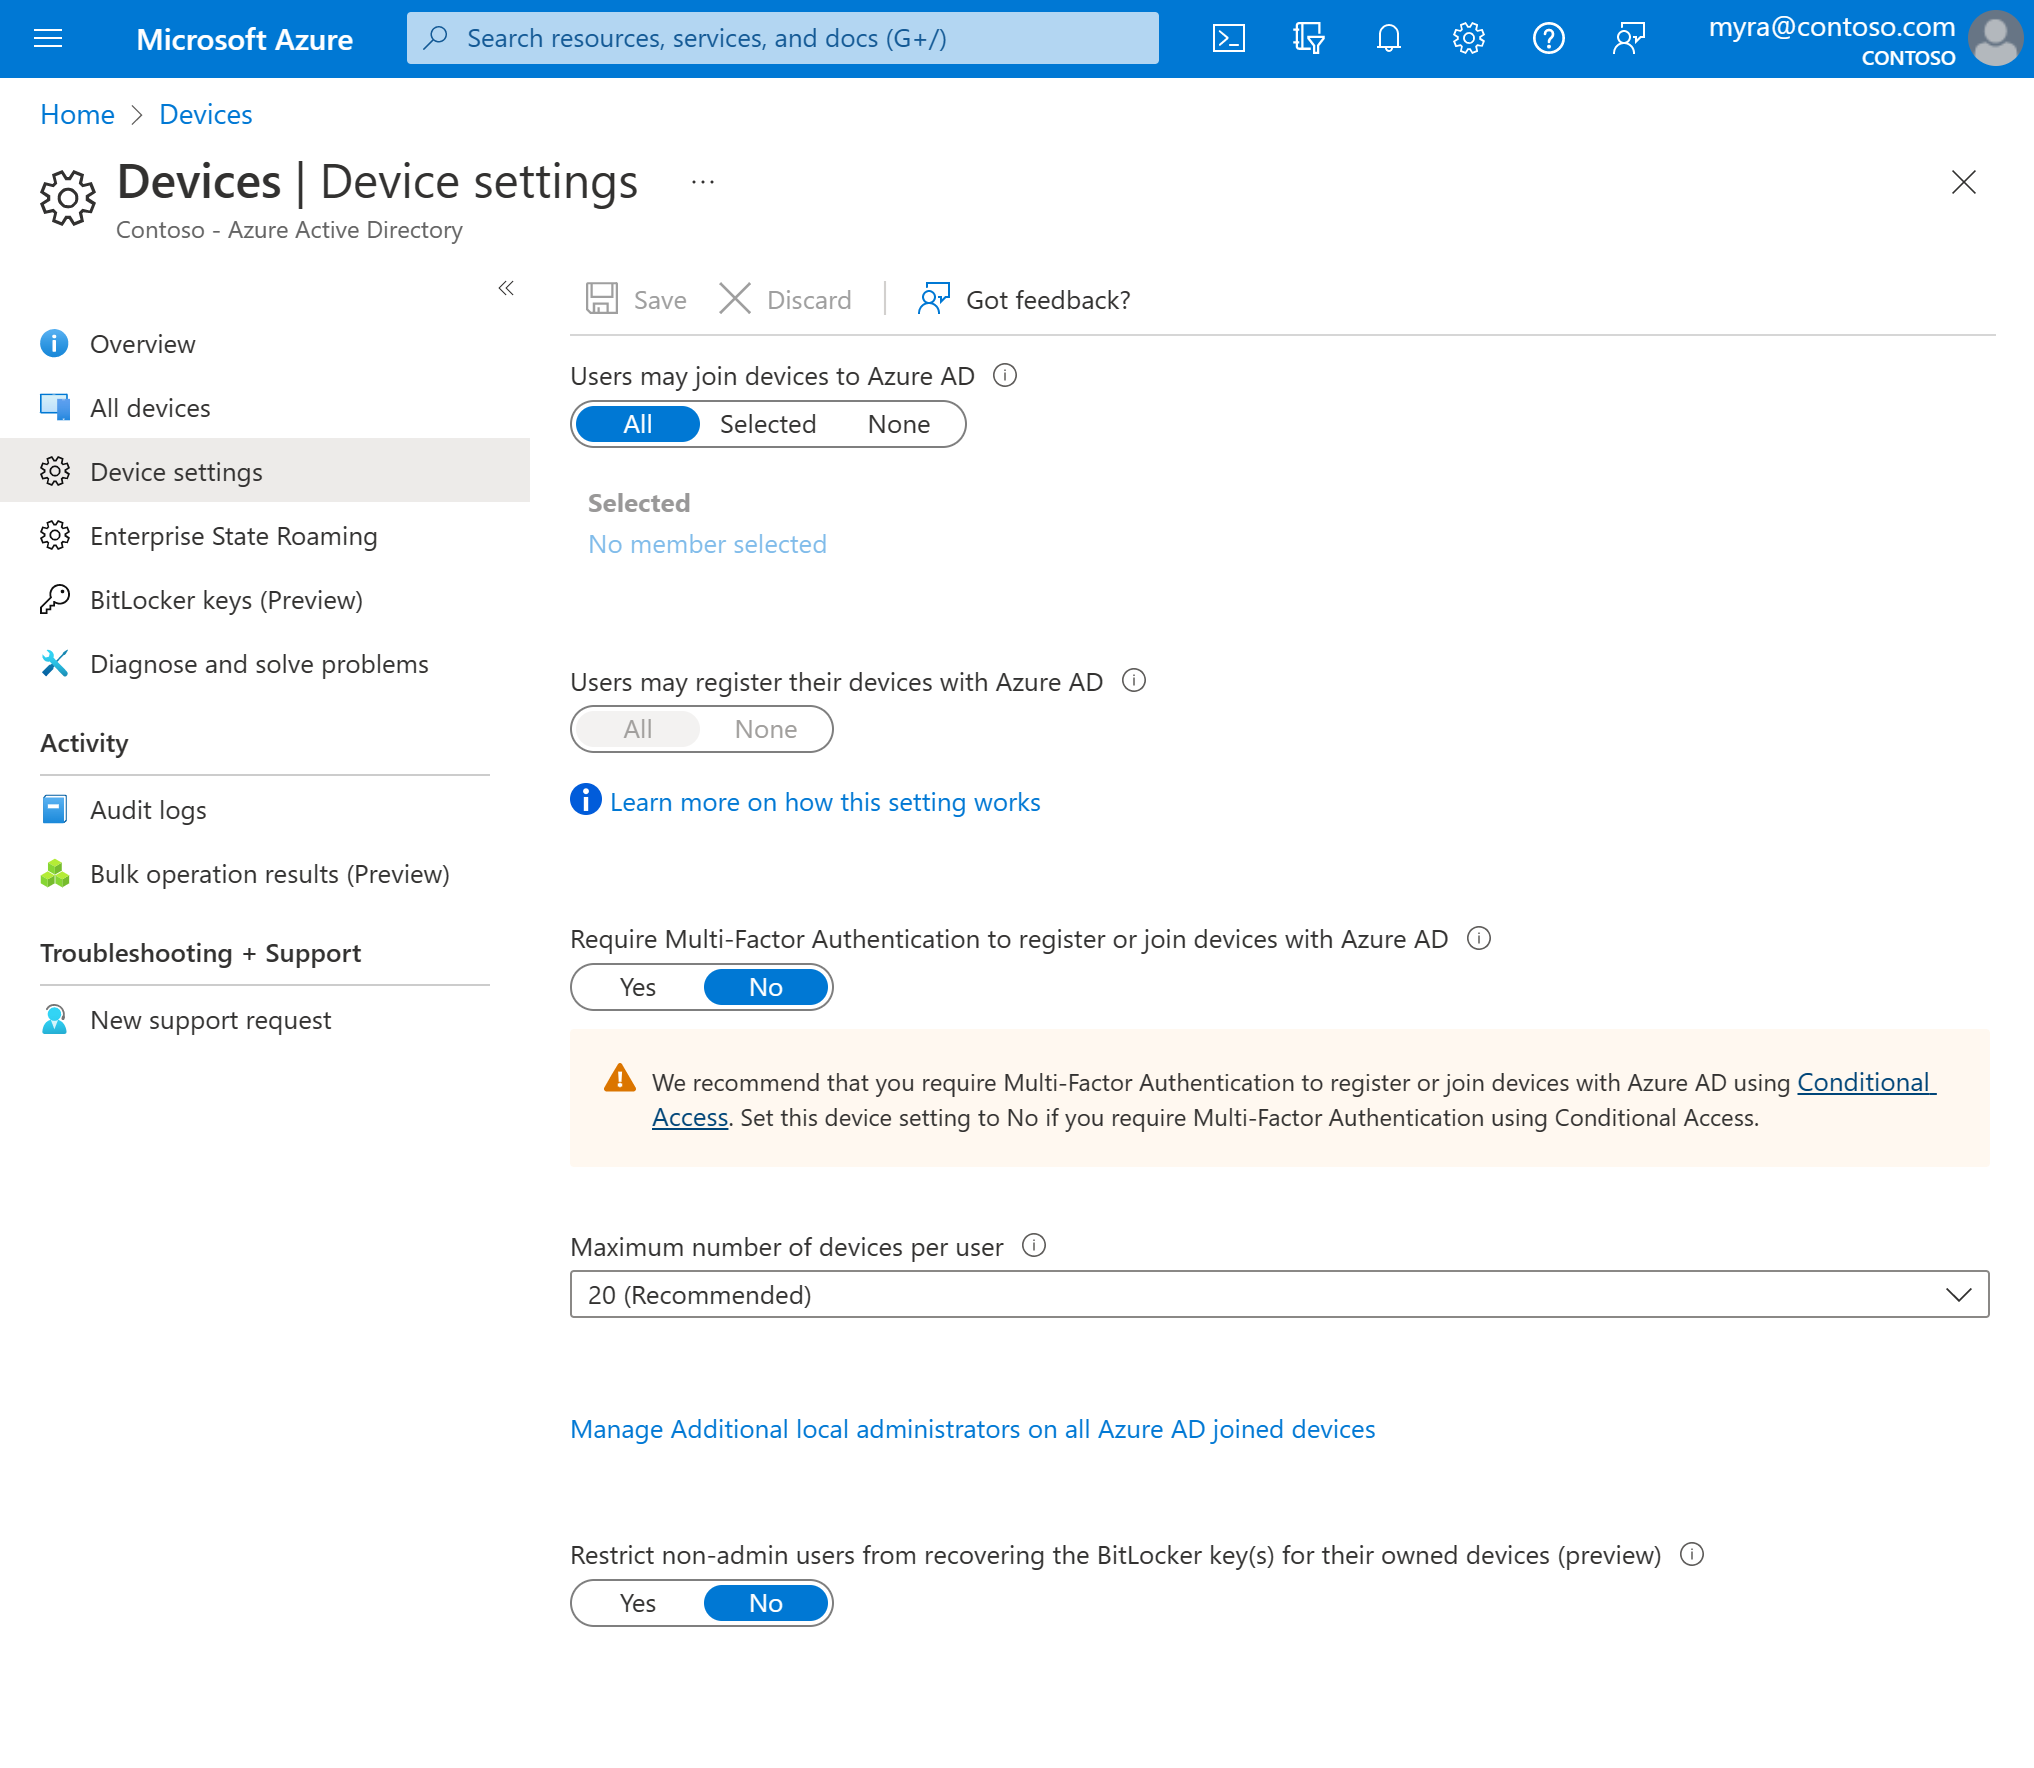 Microsoft Azure
Search resources, services, and docs (G+/)
myra@contoso.com
CONTOSO
Home
Devices
Devices | Device settings
...
Contoso - Azure Active Directory
Overview
All devices
Device settings
Enterprise State Roaming
BitLocker keys (Preview)
Diagnose and solve problems
Activity
Audit logs
Bulk operation results (Preview)
Troubleshooting + Support
New support request
Save
Discard
Got feedback?
Users may join devices to Azure AD
All Selected None
Selected
No member selected
Users may register their devices with Azure AD
All None
Learn more on how this setting works
Require Multi-Factor Authentication to register or join devices with Azure AD
Yes No
We recommend that you require Multi-Factor Authentication to register or join devices with Azure AD using Conditional
Access. Set this device setting to No if you require Multi-Factor Authentication using Conditional Access.
Maximum number of devices per user
20 (Recommended)
Manage Additional local administrators on all Azure AD joined devices
Restrict non-admin users from recovering the BitLocker key(s) for their owned devices (preview)
Yes No